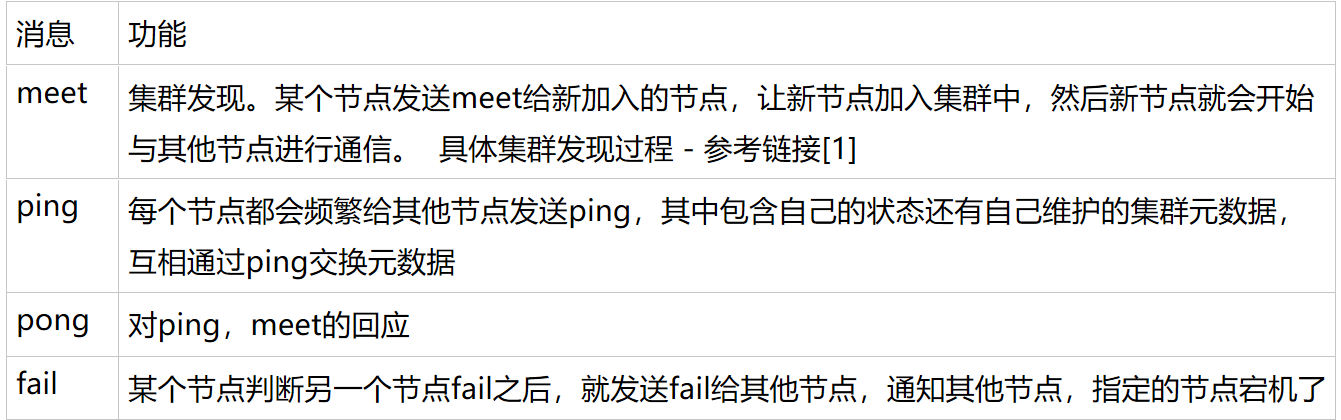 消息 功能
meet 集群发现。某个节点发送meet给新加入的节点，让新节点加入集群中，然后新节点就会开始
与其他节点进行通信。 具体集群发现过程 - 参考链接[1]
ping 每个节点都会频繁给其他节点发送ping，其中包含自己的状态还有自己维护的集群元数据，
互相通过ping交换元数据
pong 对ping，meet的回应
fail 某个节点判断另一个节点fail之后，就发送fail给其他节点，通知其他节点，指定的节点宕机了